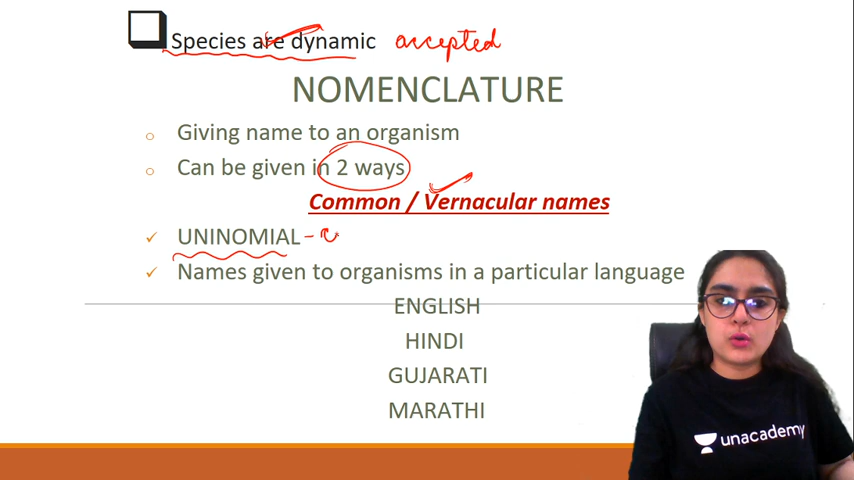 Species are dynamic accepted
NOMENCLATURE
Giving name to an organism
Can be given in 2 ways
Common / Vernacular names
UNINOMIAL -
Names given to organisms in a particular language
ENGLISH
HINDI
GUJARATI
MARATHI
unacademy